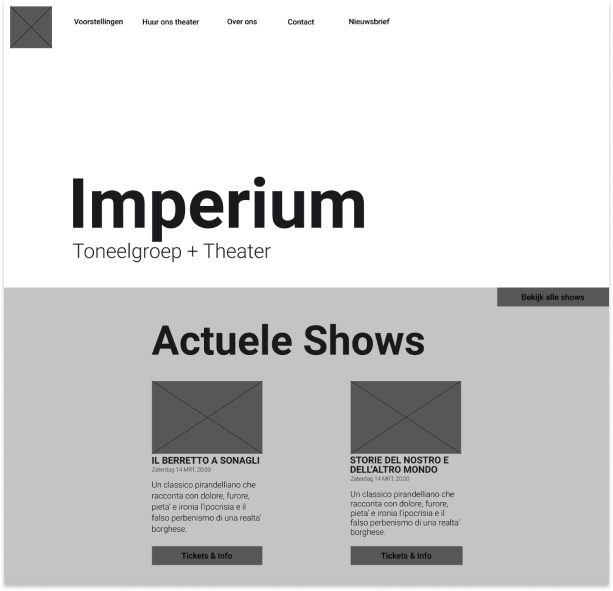 Voorstellingen Huur ons theater Over ons Contact Nieuwsbrief
Imperium
Toneelgroep + Theater
Bekijk alle shows
Actuele Shows
IL BERRETTO A SONAGLI
Zaterdag 14 MRT, 20:00
Un classico pirandelliano che
racconta con dolore, furore,
pieta' e ironia l'ipocrisia e il
falso perbenismo di una realta'
borghese.
Tickets & Info
STORIE DEL NOSTRO E
DELL'ALTRO MONDO
Zaterdag 14 MRT, 20:00
Un classico pirandelliano che
racconta con dolore, furore,
pieta' e ironia l'ipocrisia e il
falso perbenismo di una realta'
borghese.
Tickets & Info